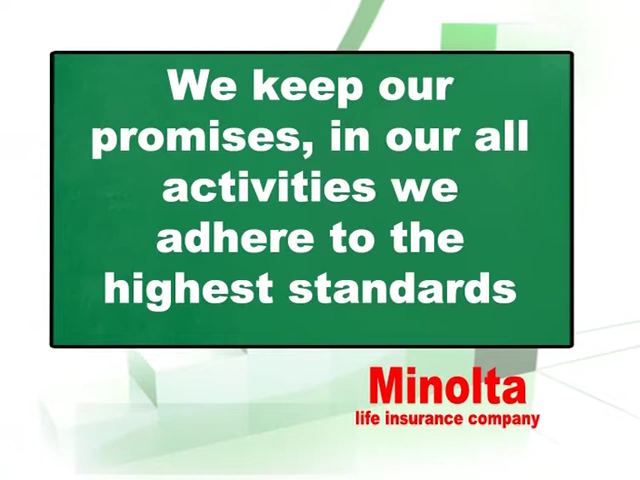 We keep our
promises, in our all
activities we
adhere to the
highest standards
Minolta
life insurance company